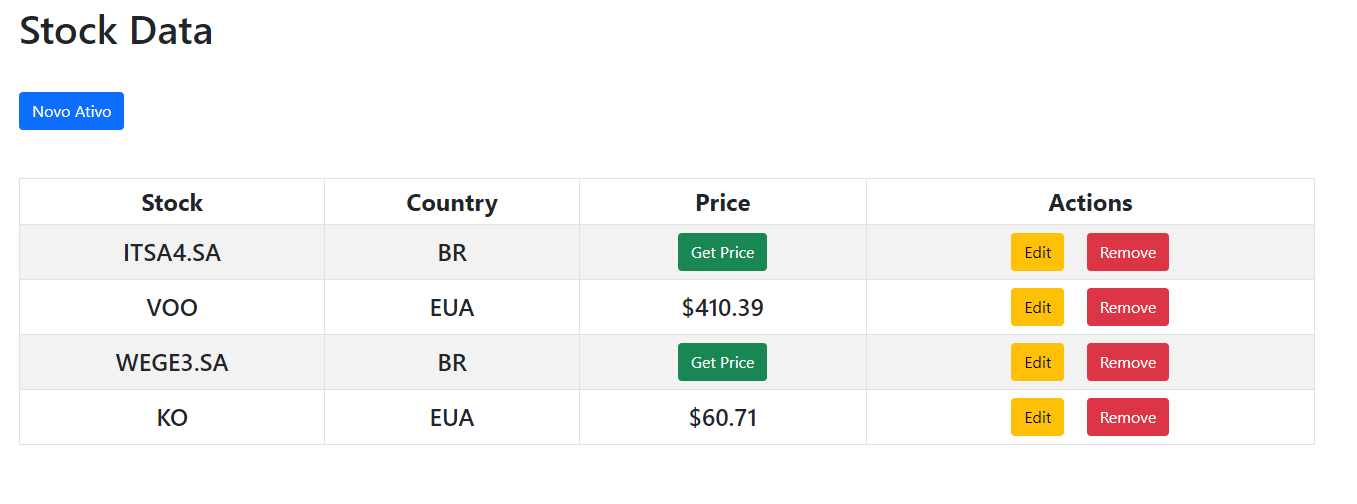 Stock Data
Novo Ativo
Stock Country Price Actions
ITSA4.SA BR Get Price Edit Remove
VOO EUA $410.39 Edit Remove
WEGE3.SA BR Get Price Edit Remove
KO EUA $60.71 Edit Remove